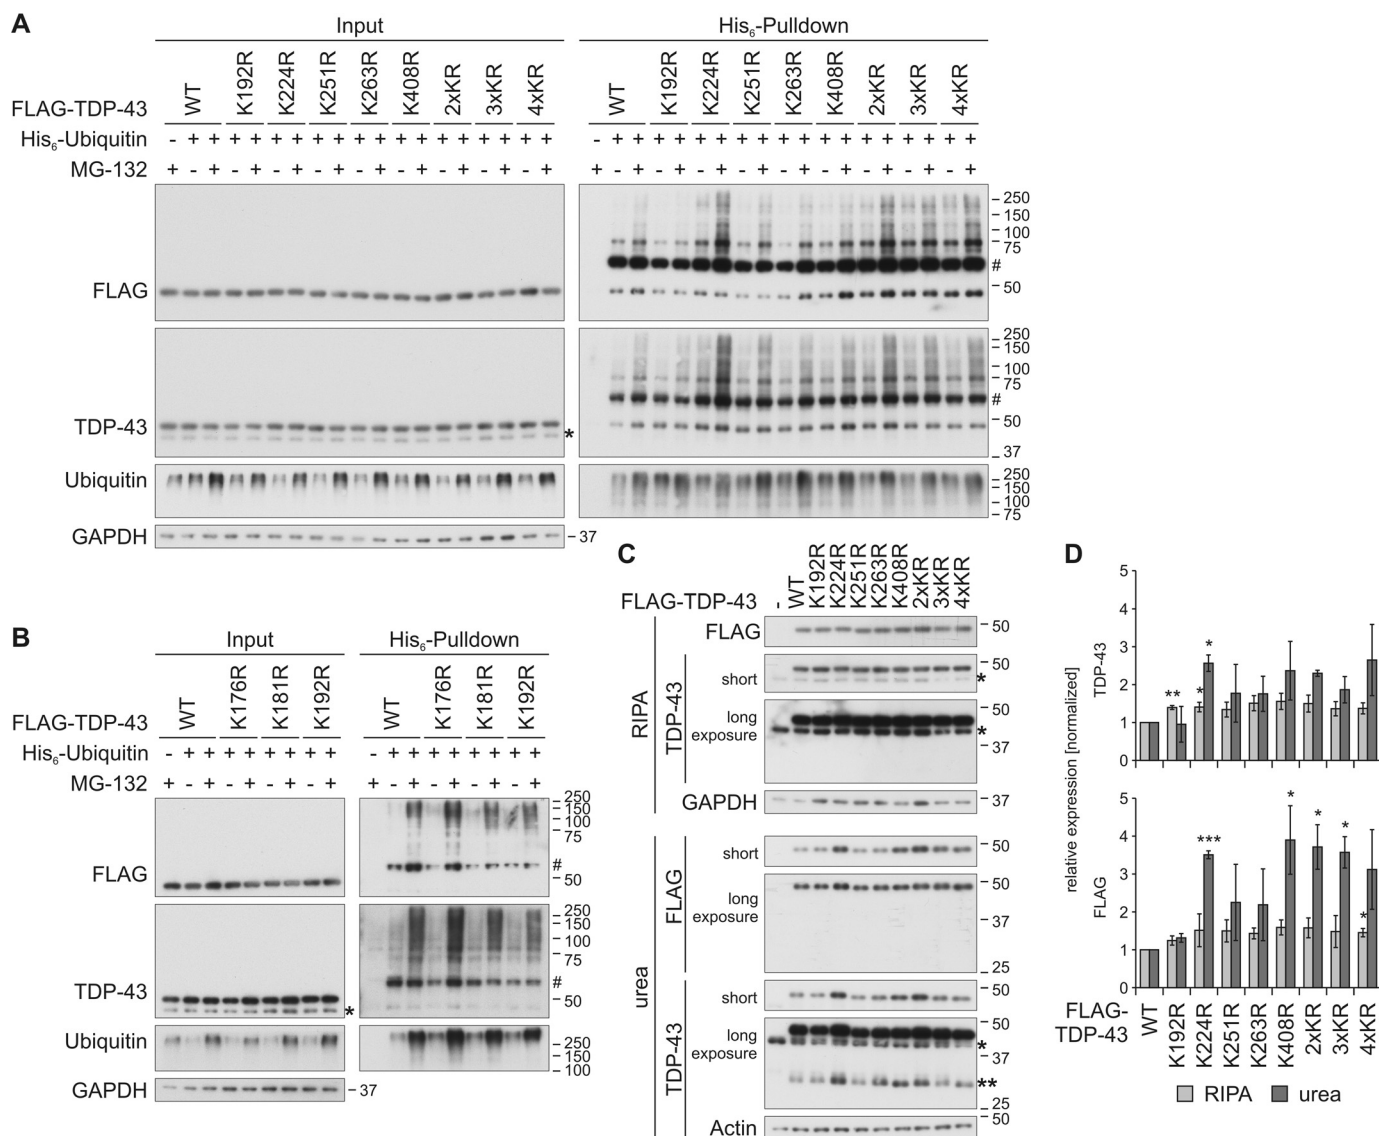 A
Input
His6-Pulldown
FLAG-TDP-43
WT K192R K224R K251R K263R K408R 2xKR 3xKR 4xKR
WT K192R K224R K251R K263R K408R 2xKR 3xKR 4xKR
His6-Ubiquitin
- + + + + + + + + + + + + + + + + + +
- + + + + + + + + + + + + + + + + + +
MG-132
+ - + - + - + - + - + - + - + - + - +
+ - + - + - + - + - + - + - + - + - +
FLAG
250
150
100
75
#
50
TDP-43
*
250
150
100
75
#
50
37
Ubiquitin
250
150
100
75
GAPDH
37
B
Input
His6-Pulldown
FLAG-TDP-43
WT K176R K181R K192R
WT K176R K181R K192R
His6-Ubiquitin
- + + + + + + + +
- + + + + + + + +
MG-132
+ - + - + - + - +
+ - + - + - + - +
FLAG
250
150
100
75
#
50
TDP-43
*
250
150
100
75
#
50
Ubiquitin
250
150
100
GAPDH
37
C
FLAG-TDP-43
- WT K192R K224R K251R K263R K408R 2xKR 3xKR 4xKR
RIPA
FLAG
50
TDP-43
short
50
*
long
exposure
50
*
37
GAPDH
37
urea
FLAG
short
50
long
exposure
50
37
25
TDP-43
short
50
long
exposure
50
*
37
**
25
Actin
50
D
relative expression [normalized]
TDP-43
5
4
3
2
1
0
**
*
*
FLAG
5
4
3
2
1
0
***
*
*
*
*
FLAG-
TDP-43
WT K192R K224R K251R K263R K408R 2xKR 3xKR 4xKR
RIPA urea